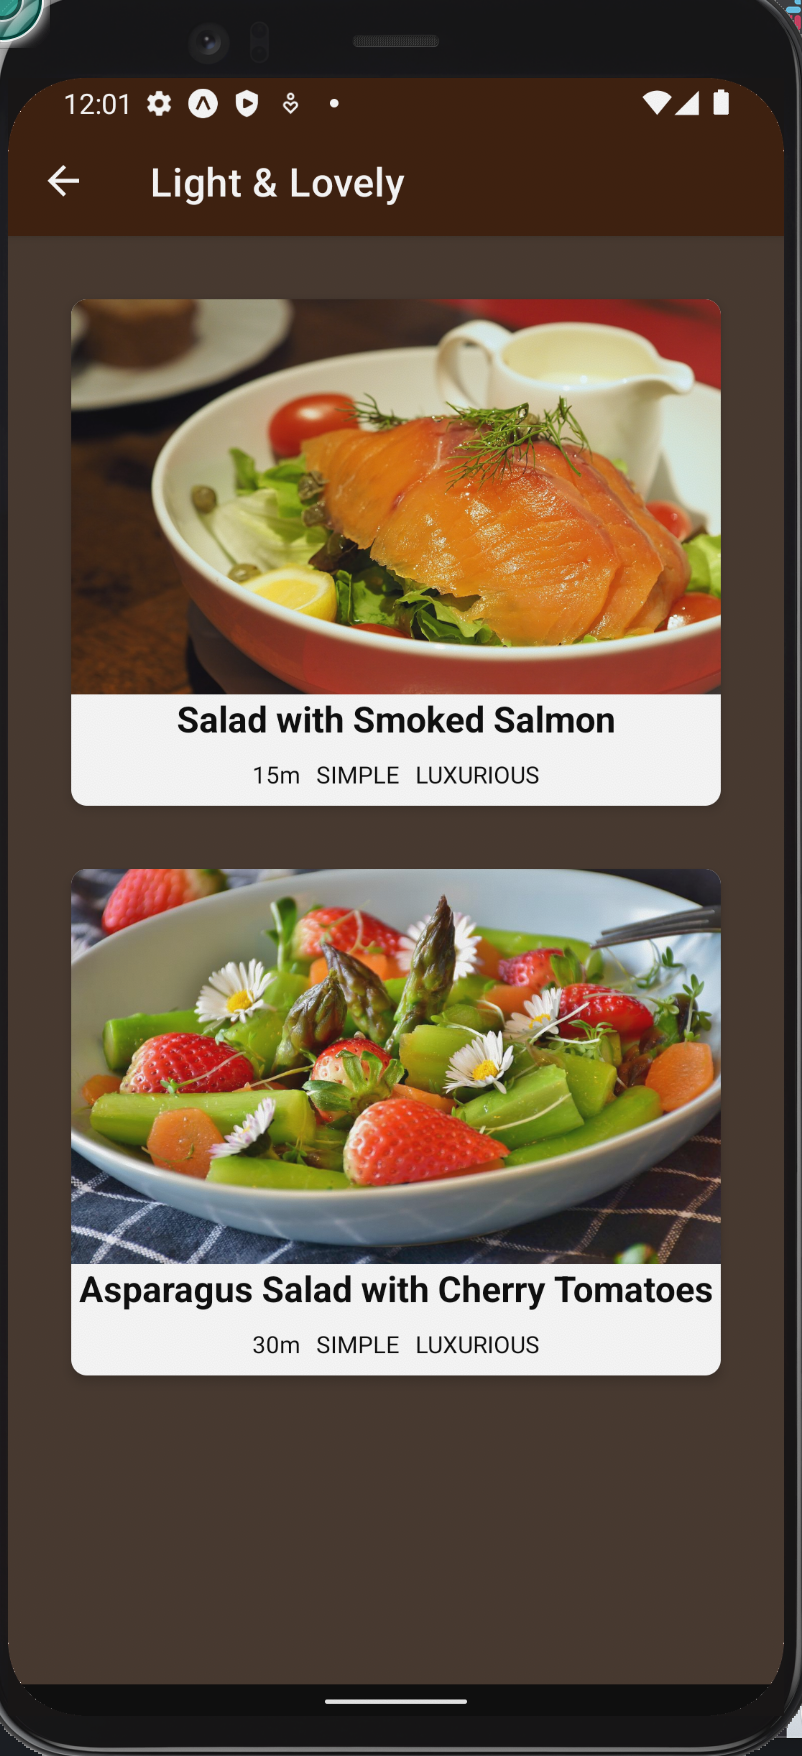 12:01
Light & Lovely
Salad with Smoked Salmon
15m SIMPLE LUXURIOUS
Asparagus Salad with Cherry Tomatoes
30m SIMPLE LUXURIOUS